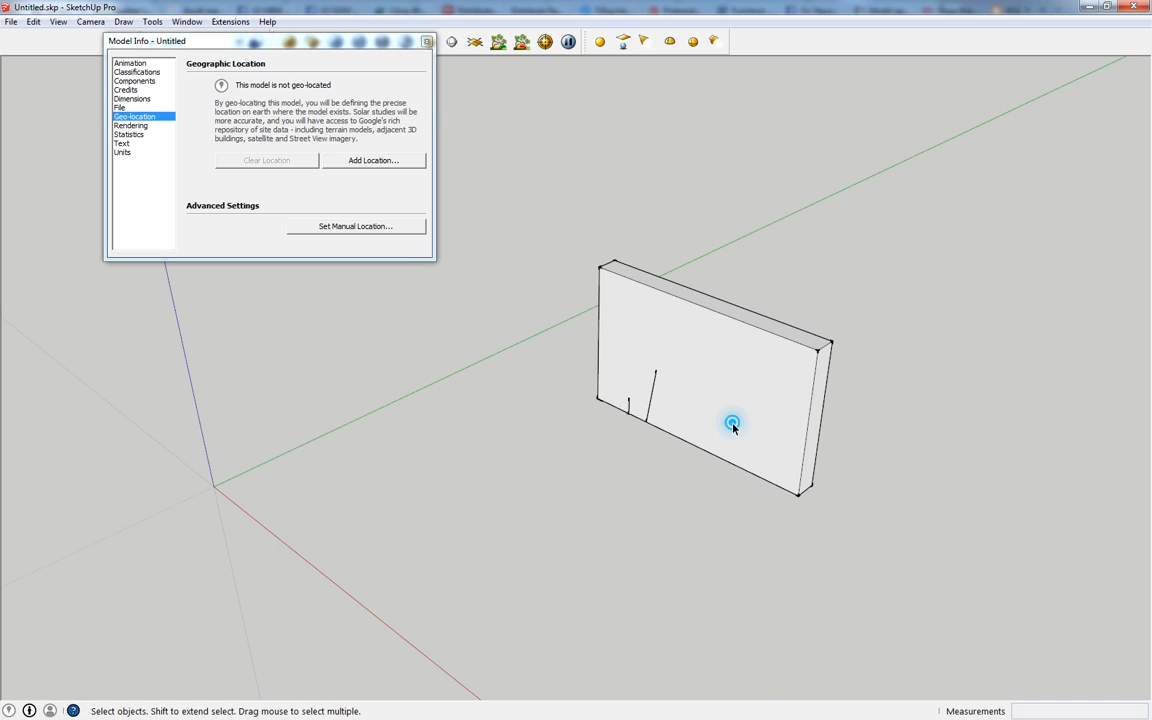 Untitled.skp - SketchUp Pro
File Edit View Camera Draw Tools Window Extensions Help
Model Info - Untitled
Animation
Classifications
Components
Credits
Dimensions
File
Geo-location
Rendering
Statistics
Text
Units
Geographic Location
This model is not geo-located
By geo-locating this model, you will be defining the precise
location on earth where the model exists. Solar studies will
be more accurate, and you will have access to Google's rich
repository of site data - including terrain models, adjacent 3D
buildings, satellite and Street View imagery.
Clear Location Add Location...
Advanced Settings
Set Manual Location...
Select objects. Shift to extend select. Drag mouse to select multiple. Measurements